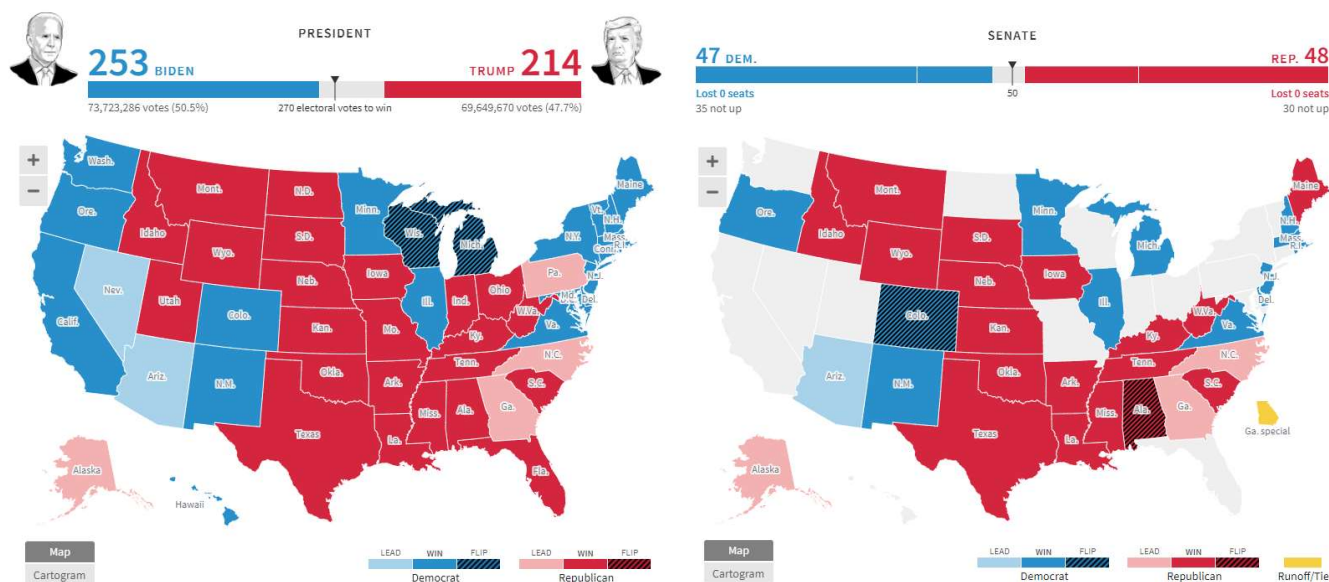 PRESIDENT
253 BIDEN
TRUMP 214
73,723,286 votes (50.5%)
270 electoral votes to win
69,649,670 votes (47.7%)
+
−
Wash.
Ore.
Calif.
Nev.
Idaho
Mont.
Wyo.
Utah
Ariz.
Colo.
N.M.
N.D.
S.D.
Neb.
Kan.
Okla.
Texas
Minn.
Iowa
Mo.
Ark.
La.
Wis.
Ill.
Mich.
Ind.
Ohio
Ky.
Tenn.
Miss.
Ala.
Ga.
Fla.
S.C.
N.C.
Va.
W.Va.
Pa.
Md.
Del.
N.J.
N.Y.
Conn.
R.I.
Mass.
Vt.
N.H.
Maine
Alaska
Hawaii
Map
Cartogram
LEAD WIN FLIP
Democrat
LEAD WIN FLIP
Republican
SENATE
47 DEM.
REP. 48
Lost 0 seats
50
Lost 0 seats
35 not up
30 not up
+
−
Ore.
Idaho
Mont.
Wyo.
Colo.
Ariz.
N.M.
S.D.
Neb.
Kan.
Okla.
Texas
Minn.
Iowa
Ark.
La.
Ill.
Mich.
Ky.
Tenn.
Miss.
Ala.
Ga.
S.C.
N.C.
Va.
W.Va.
Del.
N.J.
R.I.
Mass.
N.H.
Maine
Alaska
Ga. special
Map
Cartogram
LEAD WIN FLIP
Democrat
LEAD WIN FLIP
Republican
Runoff/Tie